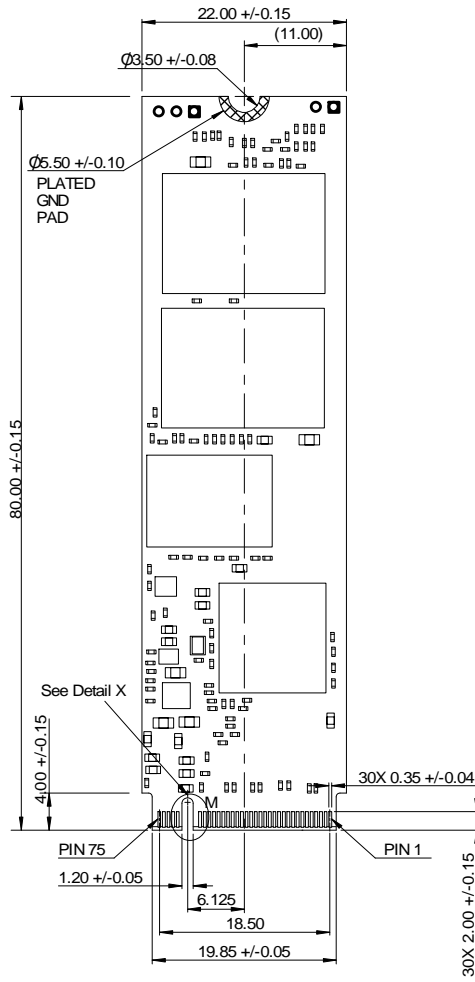 22.00 +/-0.15
(11.00)
Ø3.50 +/-0.08
Ø5.50 +/-0.10
PLATED
GND
PAD
80.00 +/-0.15
See Detail X
4.00 +/-0.15
M
30X 0.35 +/-0.04
PIN 75
PIN 1
1.20 +/-0.05
6.125
30X 2.00 +/-0.15
18.50
19.85 +/-0.05